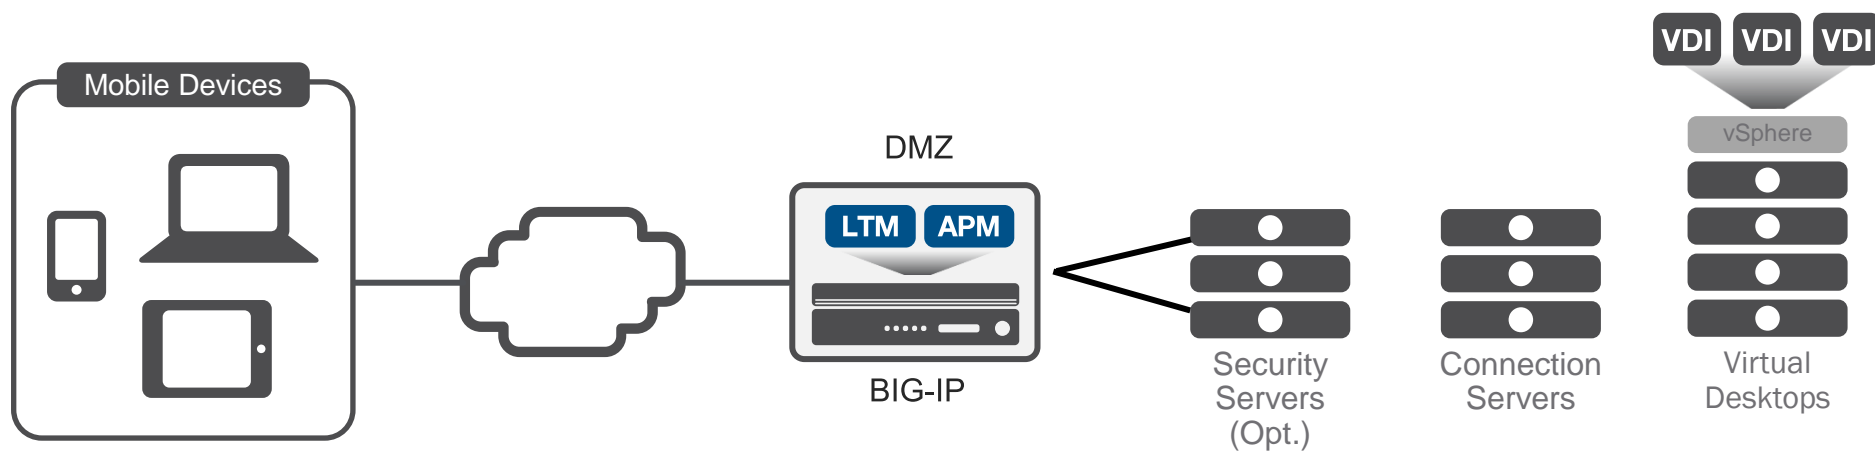 Mobile Devices
DMZ
LTM APM
BIG-IP
Security
Servers
(Opt.)
Connection
Servers
VDI VDI VDI
vSphere
Virtual
Desktops